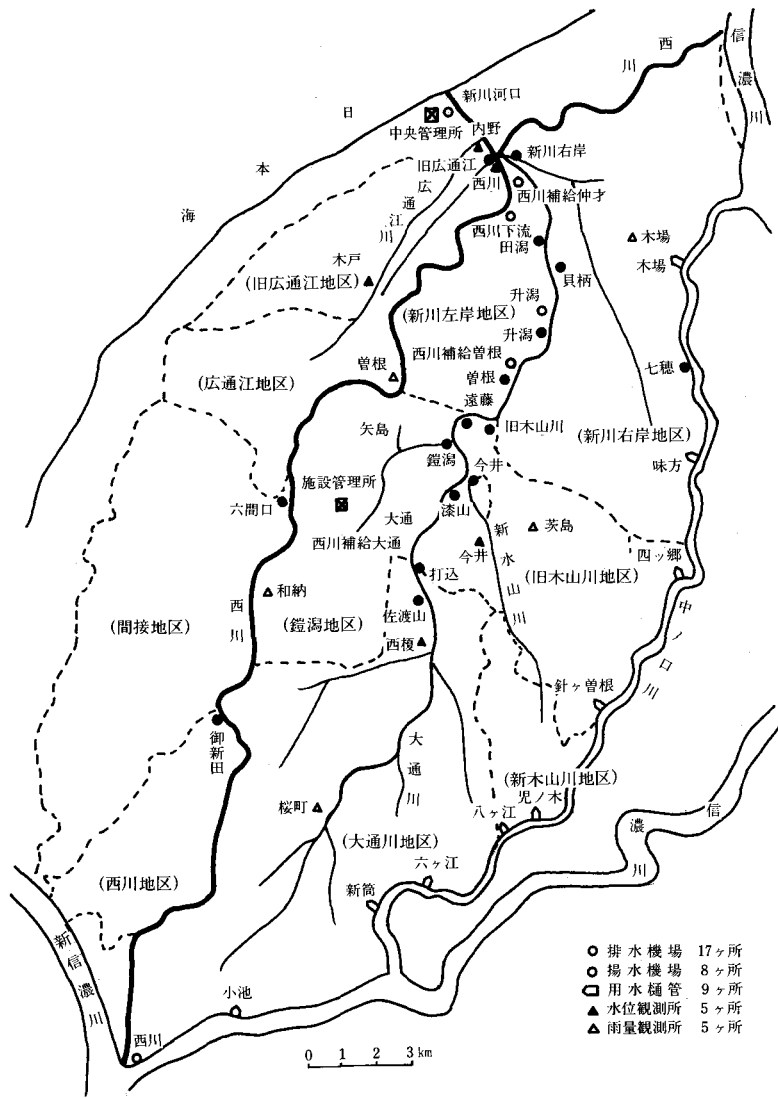 信濃川
西川
日本海
新川河口
中央管理所
内野
旧広通江
新川右岸
西川
西川補給仲才
広通江川
西川下流
田潟
木場
木場
木戸
(旧広通江地区)
貝柄
升潟
(新川左岸地区)
升潟
西川補給曽根
曽根
曽根
七穂
(広通江地区)
遠藤
矢島
旧木山川
(新川右岸地区)
鎧潟
味方
施設管理所
今井
六間口
漆山
大通
新木山川
茨島
西川補給大通
今井
四ッ郷
打込
(旧木山川地区)
和納
西川
佐渡山
(間接地区)
(鎧潟地区)
西榎
中ノ口川
針ヶ曽根
御新田
大通川
(新木山川地区)
桜町
児ノ木
八ヶ江
信濃川
(大通川地区)
(西川地区)
六ヶ江
新筒
新信濃川
小池
西川
排水機場 17ヶ所
揚水機場 8ヶ所
用水樋管 9ヶ所
水位観測所 5ヶ所
雨量観測所 5ヶ所
0 1 2 3km